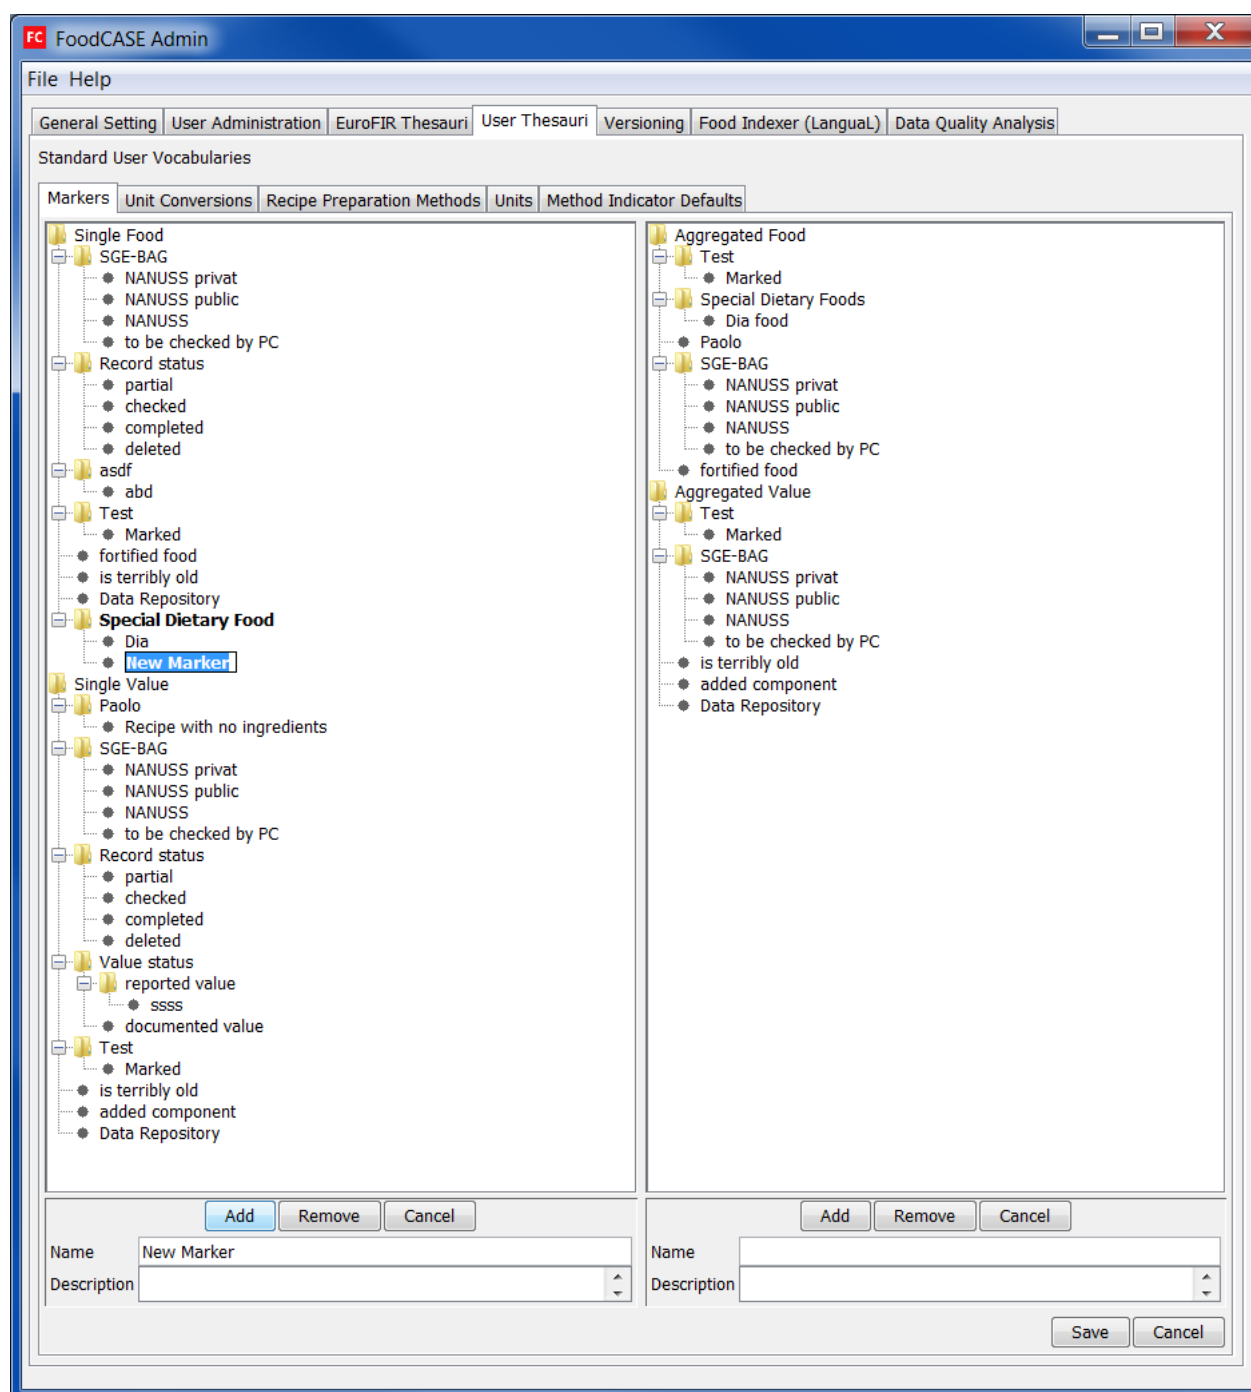 FC FoodCASE Admin
File Help
General Setting User Administration EuroFIR Thesauri User Thesauri Versioning Food Indexer (LanguaL) Data Quality Analysis
Standard User Vocabularies
Markers Unit Conversions Recipe Preparation Methods Units Method Indicator Defaults
Single Food
SGE-BAG
NANUSS privat
NANUSS public
NANUSS
to be checked by PC
Record status
partial
checked
completed
deleted
asdf
abd
Test
Marked
fortified food
is terribly old
Data Repository
Special Dietary Food
Dia
New Marker
Single Value
Paolo
Recipe with no ingredients
SGE-BAG
NANUSS privat
NANUSS public
NANUSS
to be checked by PC
Record status
partial
checked
completed
deleted
Value status
reported value
ssss
documented value
Test
Marked
is terribly old
added component
Data Repository
Add Remove Cancel
Name New Marker
Description
Aggregated Food
Test
Marked
Special Dietary Foods
Dia food
Paolo
SGE-BAG
NANUSS privat
NANUSS public
NANUSS
to be checked by PC
fortified food
Aggregated Value
Test
Marked
SGE-BAG
NANUSS privat
NANUSS public
NANUSS
to be checked by PC
is terribly old
added component
Data Repository
Add Remove Cancel
Name
Description
Save Cancel